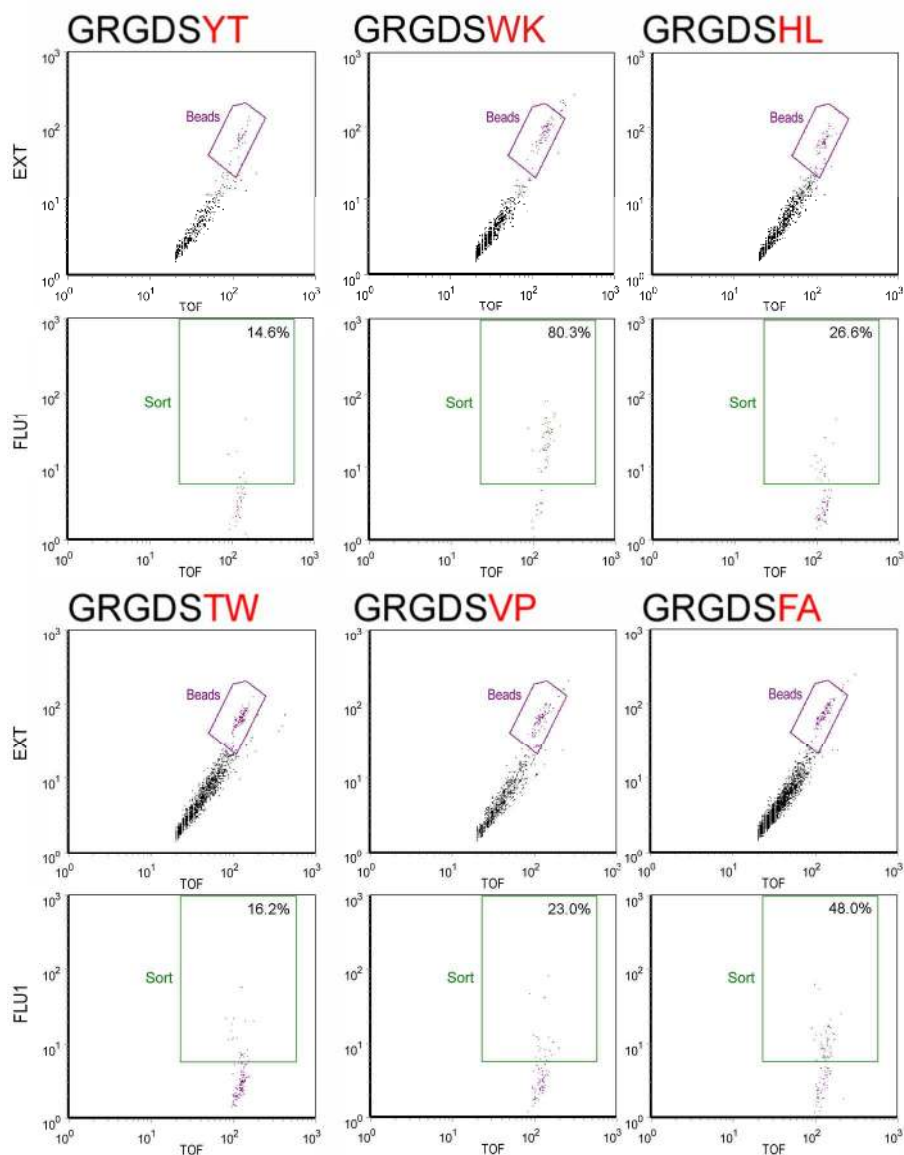 GRGDSYT GRGDSWK GRGDSHL
10³ 10³ 10³
Beads Beads Beads
10² 10² 10²
EXT
10¹ 10¹ 10¹
10⁰ 10⁰ 10⁰
10⁰ 10¹ 10² 10³ 10⁰ 10¹ 10² 10³ 10⁰ 10¹ 10² 10³
TOF TOF TOF
10³ 14.6% 10³ 80.3% 10³ 26.6%
Sort Sort Sort
10² 10² 10²
FLU1
10¹ 10¹ 10¹
10⁰ 10⁰ 10⁰
10⁰ 10¹ 10² 10³ 10⁰ 10¹ 10² 10³ 10⁰ 10¹ 10² 10³
TOF TOF TOF
GRGDSTW GRGDSVP GRGDSFA
10³ 10³ 10³
Beads Beads Beads
10² 10² 10²
EXT
10¹ 10¹ 10¹
10⁰ 10⁰ 10⁰
10⁰ 10¹ 10² 10³ 10⁰ 10¹ 10² 10³ 10⁰ 10¹ 10² 10³
TOF TOF TOF
10³ 16.2% 10³ 23.0% 10³ 48.0%
Sort Sort Sort
10² 10² 10²
FLU1
10¹ 10¹ 10¹
10⁰ 10⁰ 10⁰
10⁰ 10¹ 10² 10³ 10⁰ 10¹ 10² 10³ 10⁰ 10¹ 10² 10³
TOF TOF TOF